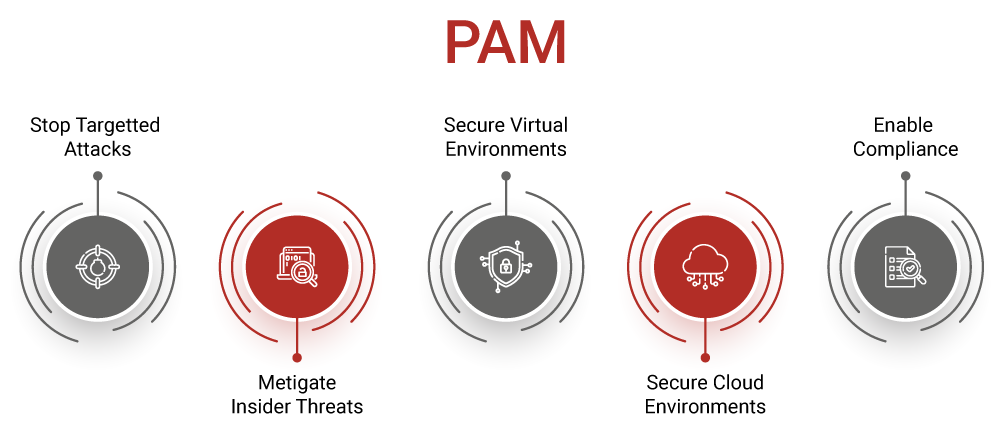 PAM
Stop Targetted
Attacks
Metigate
Insider Threats
Secure Virtual
Environments
Secure Cloud
Environments
Enable
Compliance